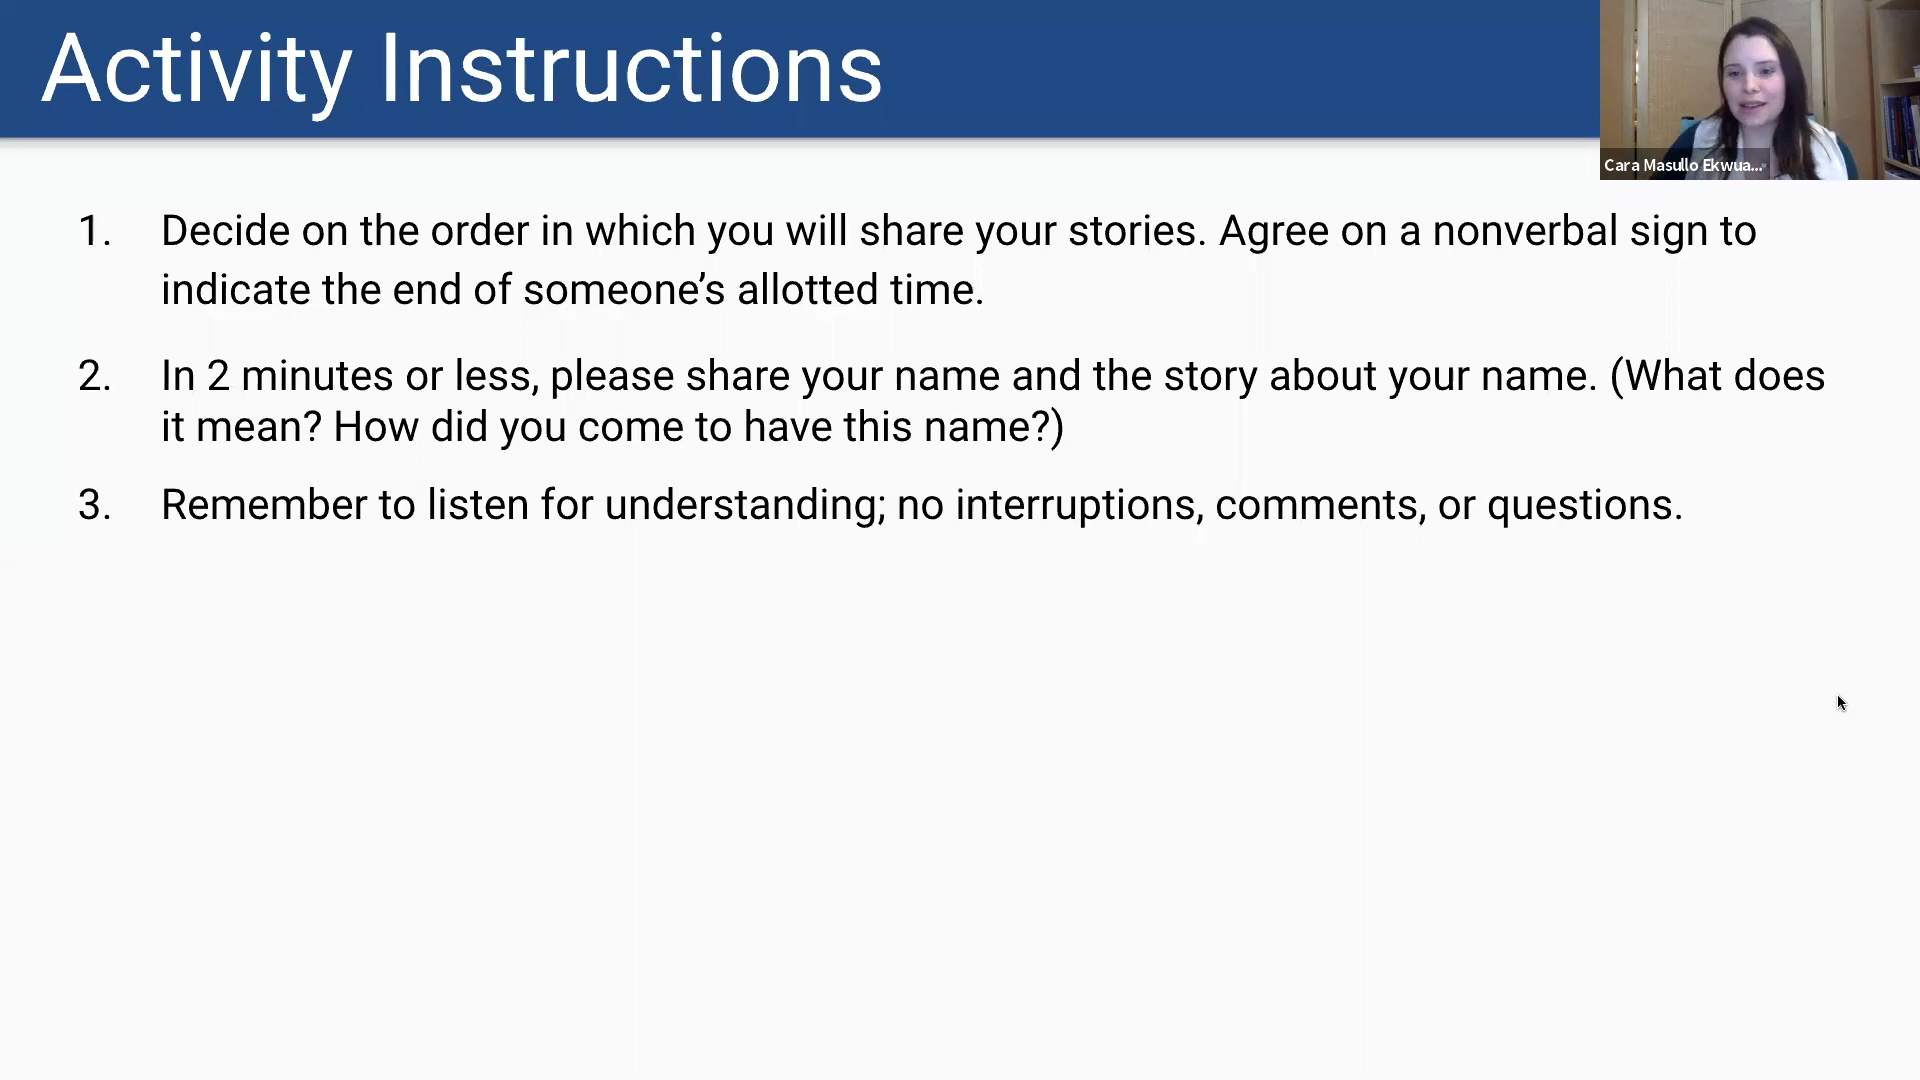 Activity Instructions
Cara Masullo Ekwua...
1. Decide on the order in which you will share your stories. Agree on a nonverbal sign to
indicate the end of someone’s allotted time.
2. In 2 minutes or less, please share your name and the story about your name. (What does
it mean? How did you come to have this name?)
3. Remember to listen for understanding; no interruptions, comments, or questions.